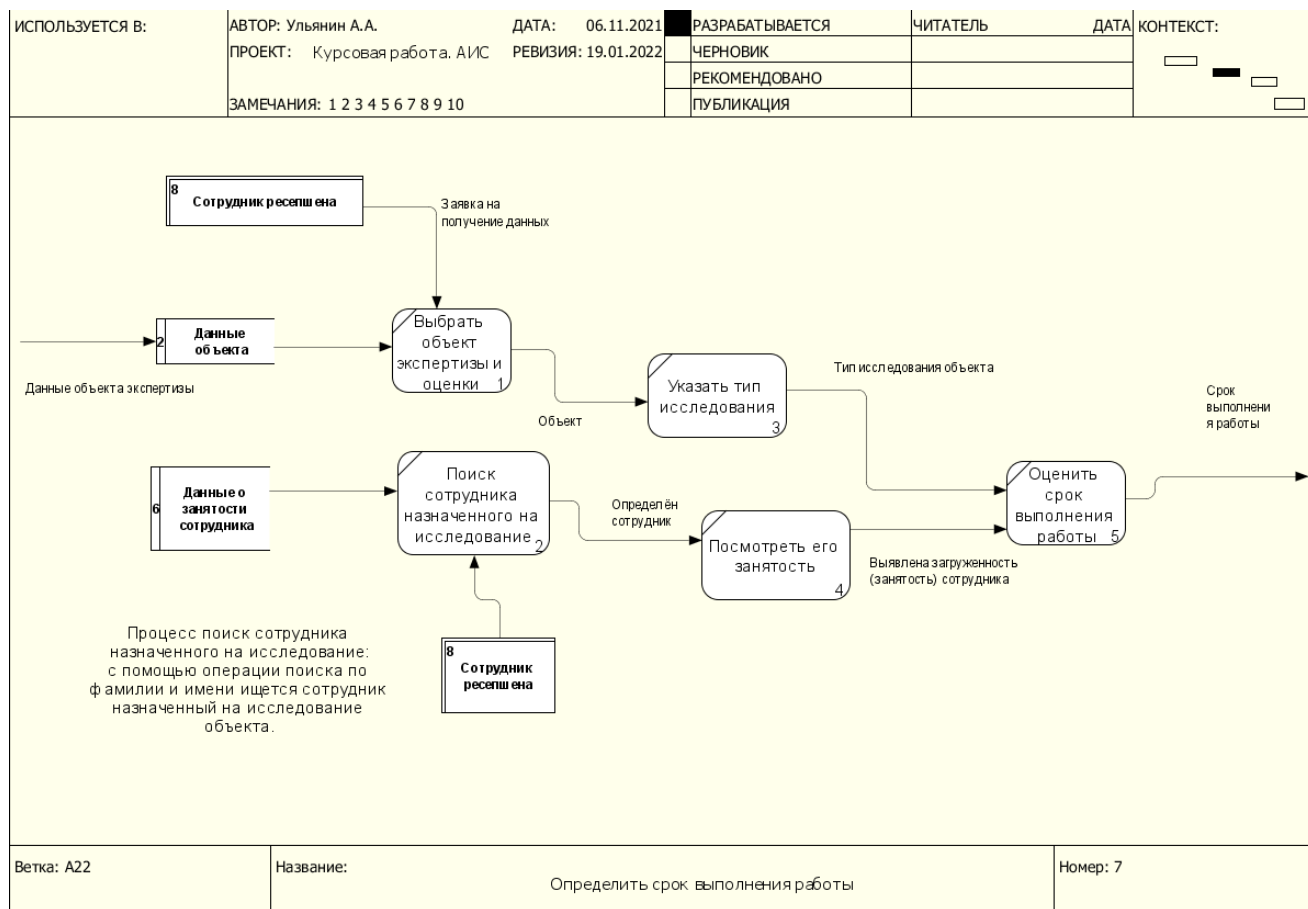 ИСПОЛЬЗУЕТСЯ В:
АВТОР: Ульянин А.А.
ДАТА: 06.11.2021
РАЗРАБАТЫВАЕТСЯ
ЧИТАТЕЛЬ
ДАТА
КОНТЕКСТ:
ПРОЕКТ: Курсовая работа. АИС
РЕВИЗИЯ: 19.01.2022
ЧЕРНОВИК
РЕКОМЕНДОВАНО
ЗАМЕЧАНИЯ: 1 2 3 4 5 6 7 8 9 10
ПУБЛИКАЦИЯ
8
Сотрудник ресепшена
Заявка на
получение данных
2
Данные
объекта
Данные объекта экспертизы
Выбрать
объект
экспертизы и
оценки 1
Объект
Указать тип
исследования
3
Тип исследования объекта
Срок
выполнени
я работы
6
Данные о
занятости
сотрудника
Поиск
сотрудника
назначенного на
исследование 2
Определён
сотрудник
Посмотреть его
занятость
4
Выявлена загруженность
(занятость) сотрудника
Оценить
срок
выполнения
работы 5
8
Сотрудник
ресепшена
Процесс поиск сотрудника
назначенного на исследование:
с помощью операции поиска по
фамилии и имени ищется сотрудник
назначенный на исследование
объекта.
Ветка: A22
Название:
Определить срок выполнения работы
Номер: 7